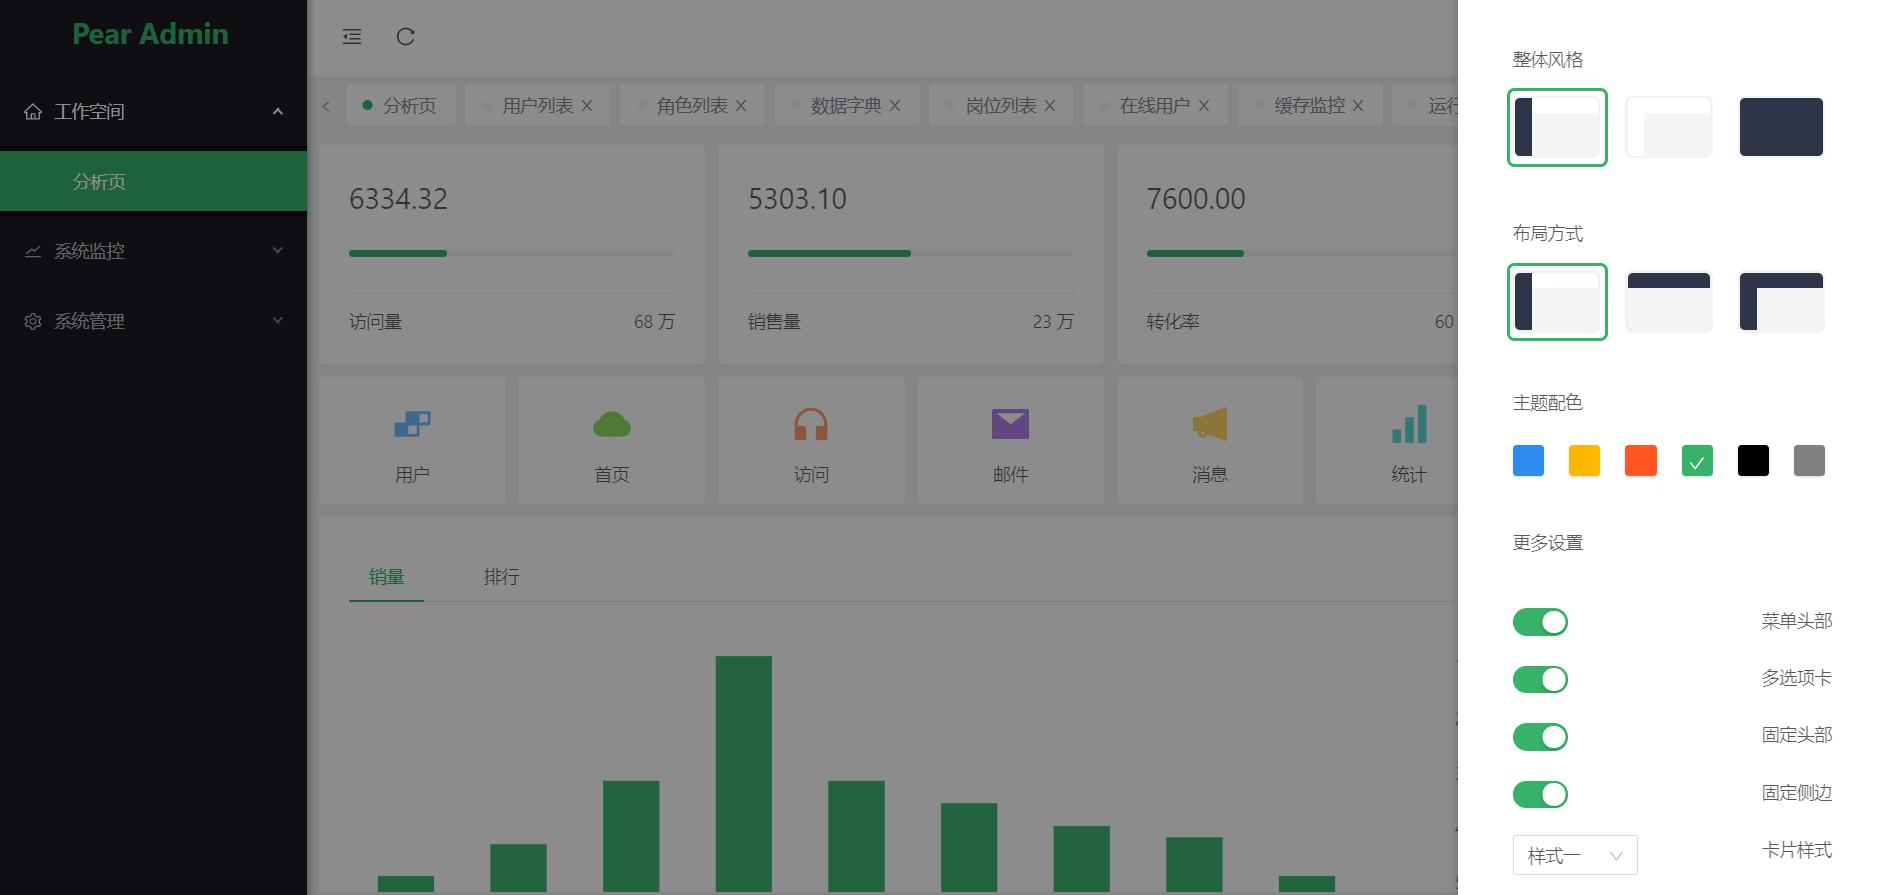 Pear Admin
工作空间
分析页
系统监控
系统管理
分析页
用户列表
角色列表
数据字典
岗位列表
在线用户
缓存监控
运行
6334.32
访问量 68 万
5303.10
销售量 23 万
7600.00
转化率 60
用户
首页
访问
邮件
消息
统计
销量 排行
整体风格
布局方式
主题配色
更多设置
菜单头部
多选项卡
固定头部
固定侧边
样式一 卡片样式